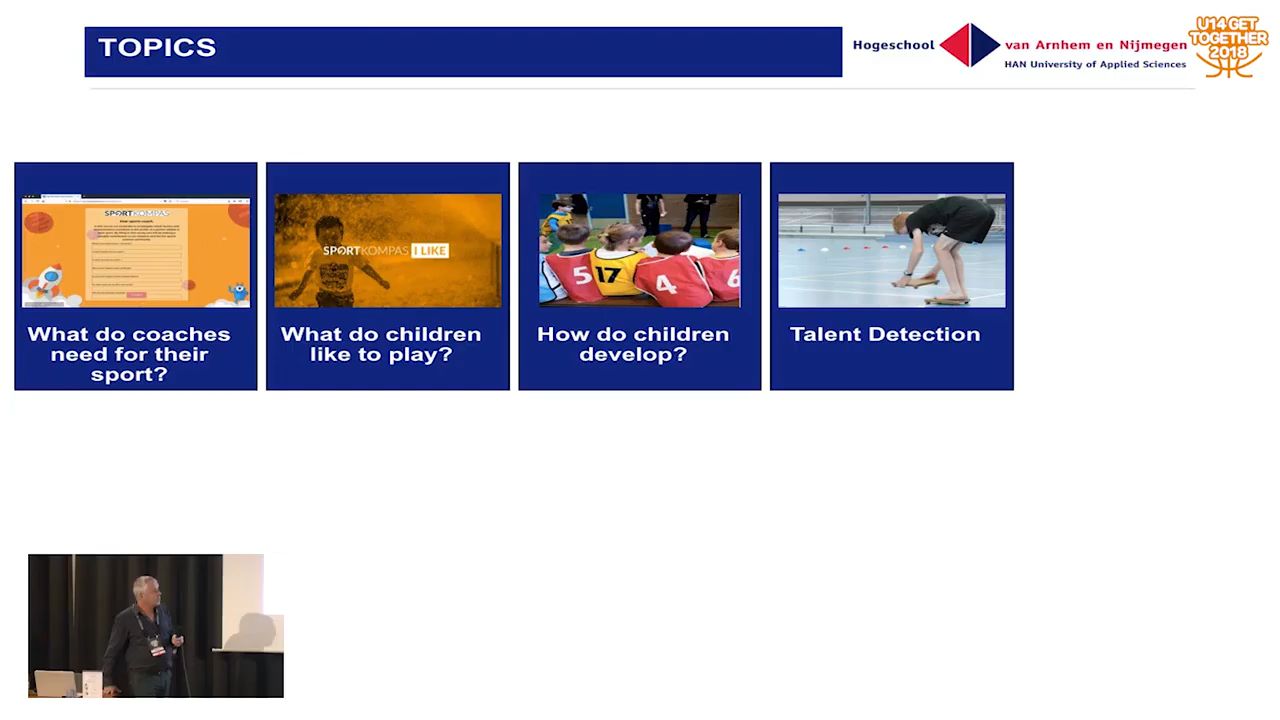 TOPICS
Hogeschool van Arnhem en Nijmegen
HAN University of Applied Sciences
U14 GET
TOGETHER
2018
SPORTKOMPAS
SPORTKOMPAS I LIKE
5
17
4
6
What do coaches
need for their
sport?
What do children
like to play?
How do children
develop?
Talent Detection